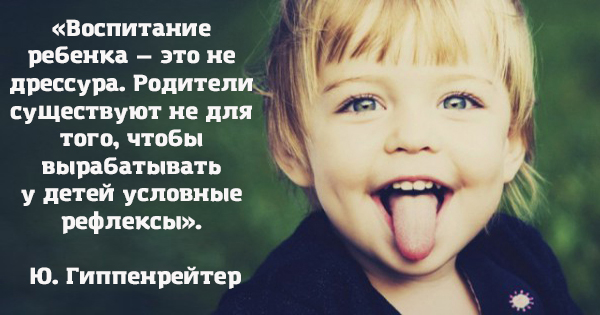 «Воспитание
ребенка – это не
дрессура. Родители
существуют не для
того, чтобы
вырабатывать
у детей условные
рефлексы».
Ю. Гиппенрейтер